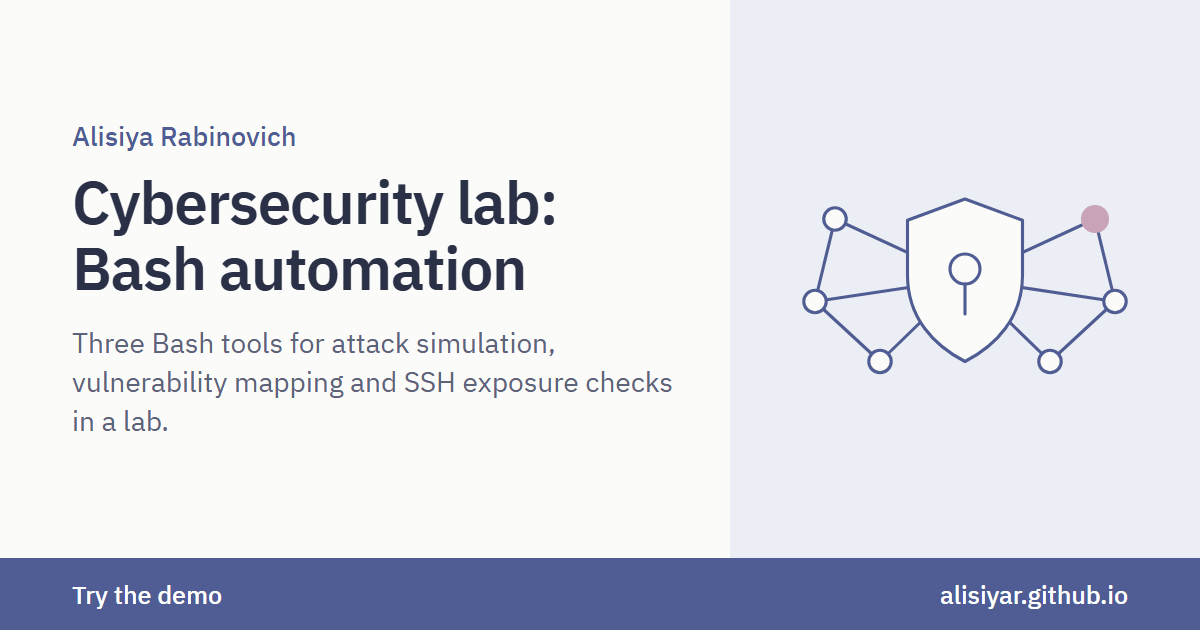 Alisiya Rabinovich
Cybersecurity lab:
Bash automation
Three Bash tools for attack simulation,
vulnerability mapping and SSH exposure checks
in a lab.
Try the demo
alisiyar.github.io